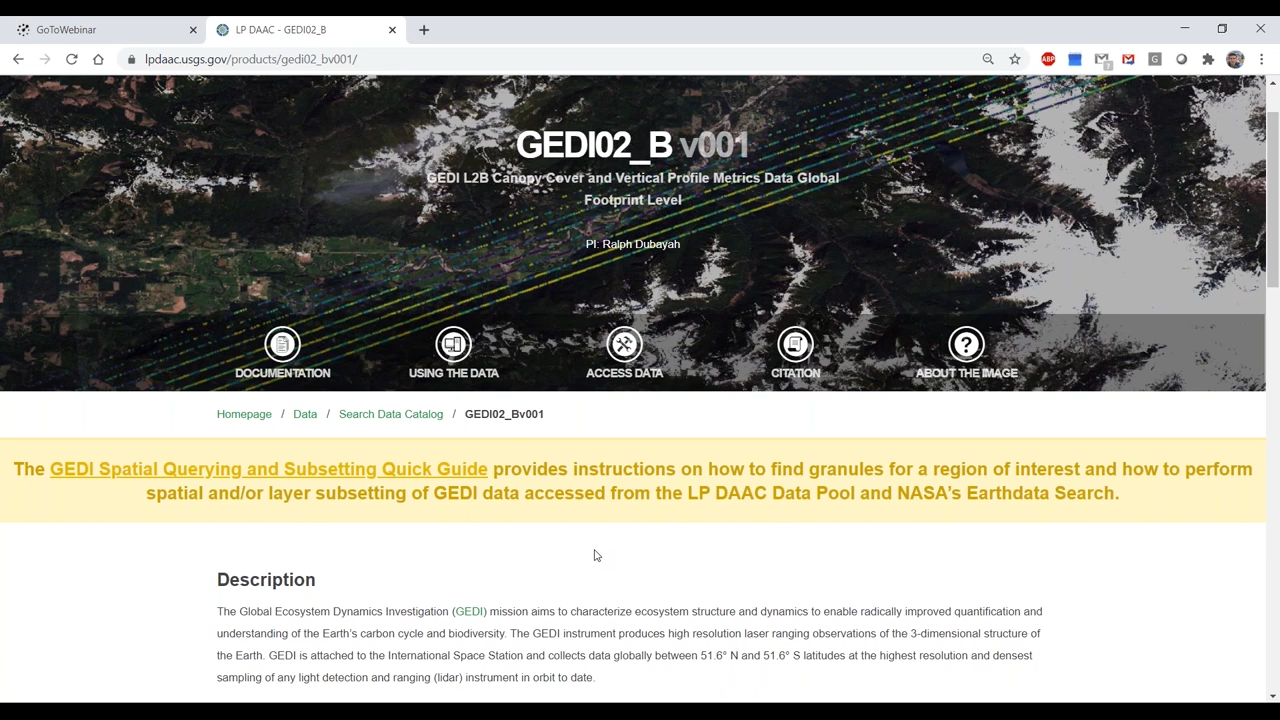 GoToWebinar
LP DAAC - GEDI02_B
lpdaac.usgs.gov/products/gedi02_bv001/
ABP
7
G
GEDI02_B v001
GEDI L2B Canopy Cover and Vertical Profile Metrics Data Global
Footprint Level
PI: Ralph Dubayah
DOCUMENTATION
USING THE DATA
ACCESS DATA
CITATION
?
ABOUT THE IMAGE
Homepage / Data / Search Data Catalog / GEDI02_Bv001
The GEDI Spatial Querying and Subsetting Quick Guide provides instructions on how to find granules for a region of interest and how to perform
spatial and/or layer subsetting of GEDI data accessed from the LP DAAC Data Pool and NASA’s Earthdata Search.
Description
The Global Ecosystem Dynamics Investigation (GEDI) mission aims to characterize ecosystem structure and dynamics to enable radically improved quantification and
understanding of the Earth’s carbon cycle and biodiversity. The GEDI instrument produces high resolution laser ranging observations of the 3-dimensional structure of
the Earth. GEDI is attached to the International Space Station and collects data globally between 51.6° N and 51.6° S latitudes at the highest resolution and densest
sampling of any light detection and ranging (lidar) instrument in orbit to date.